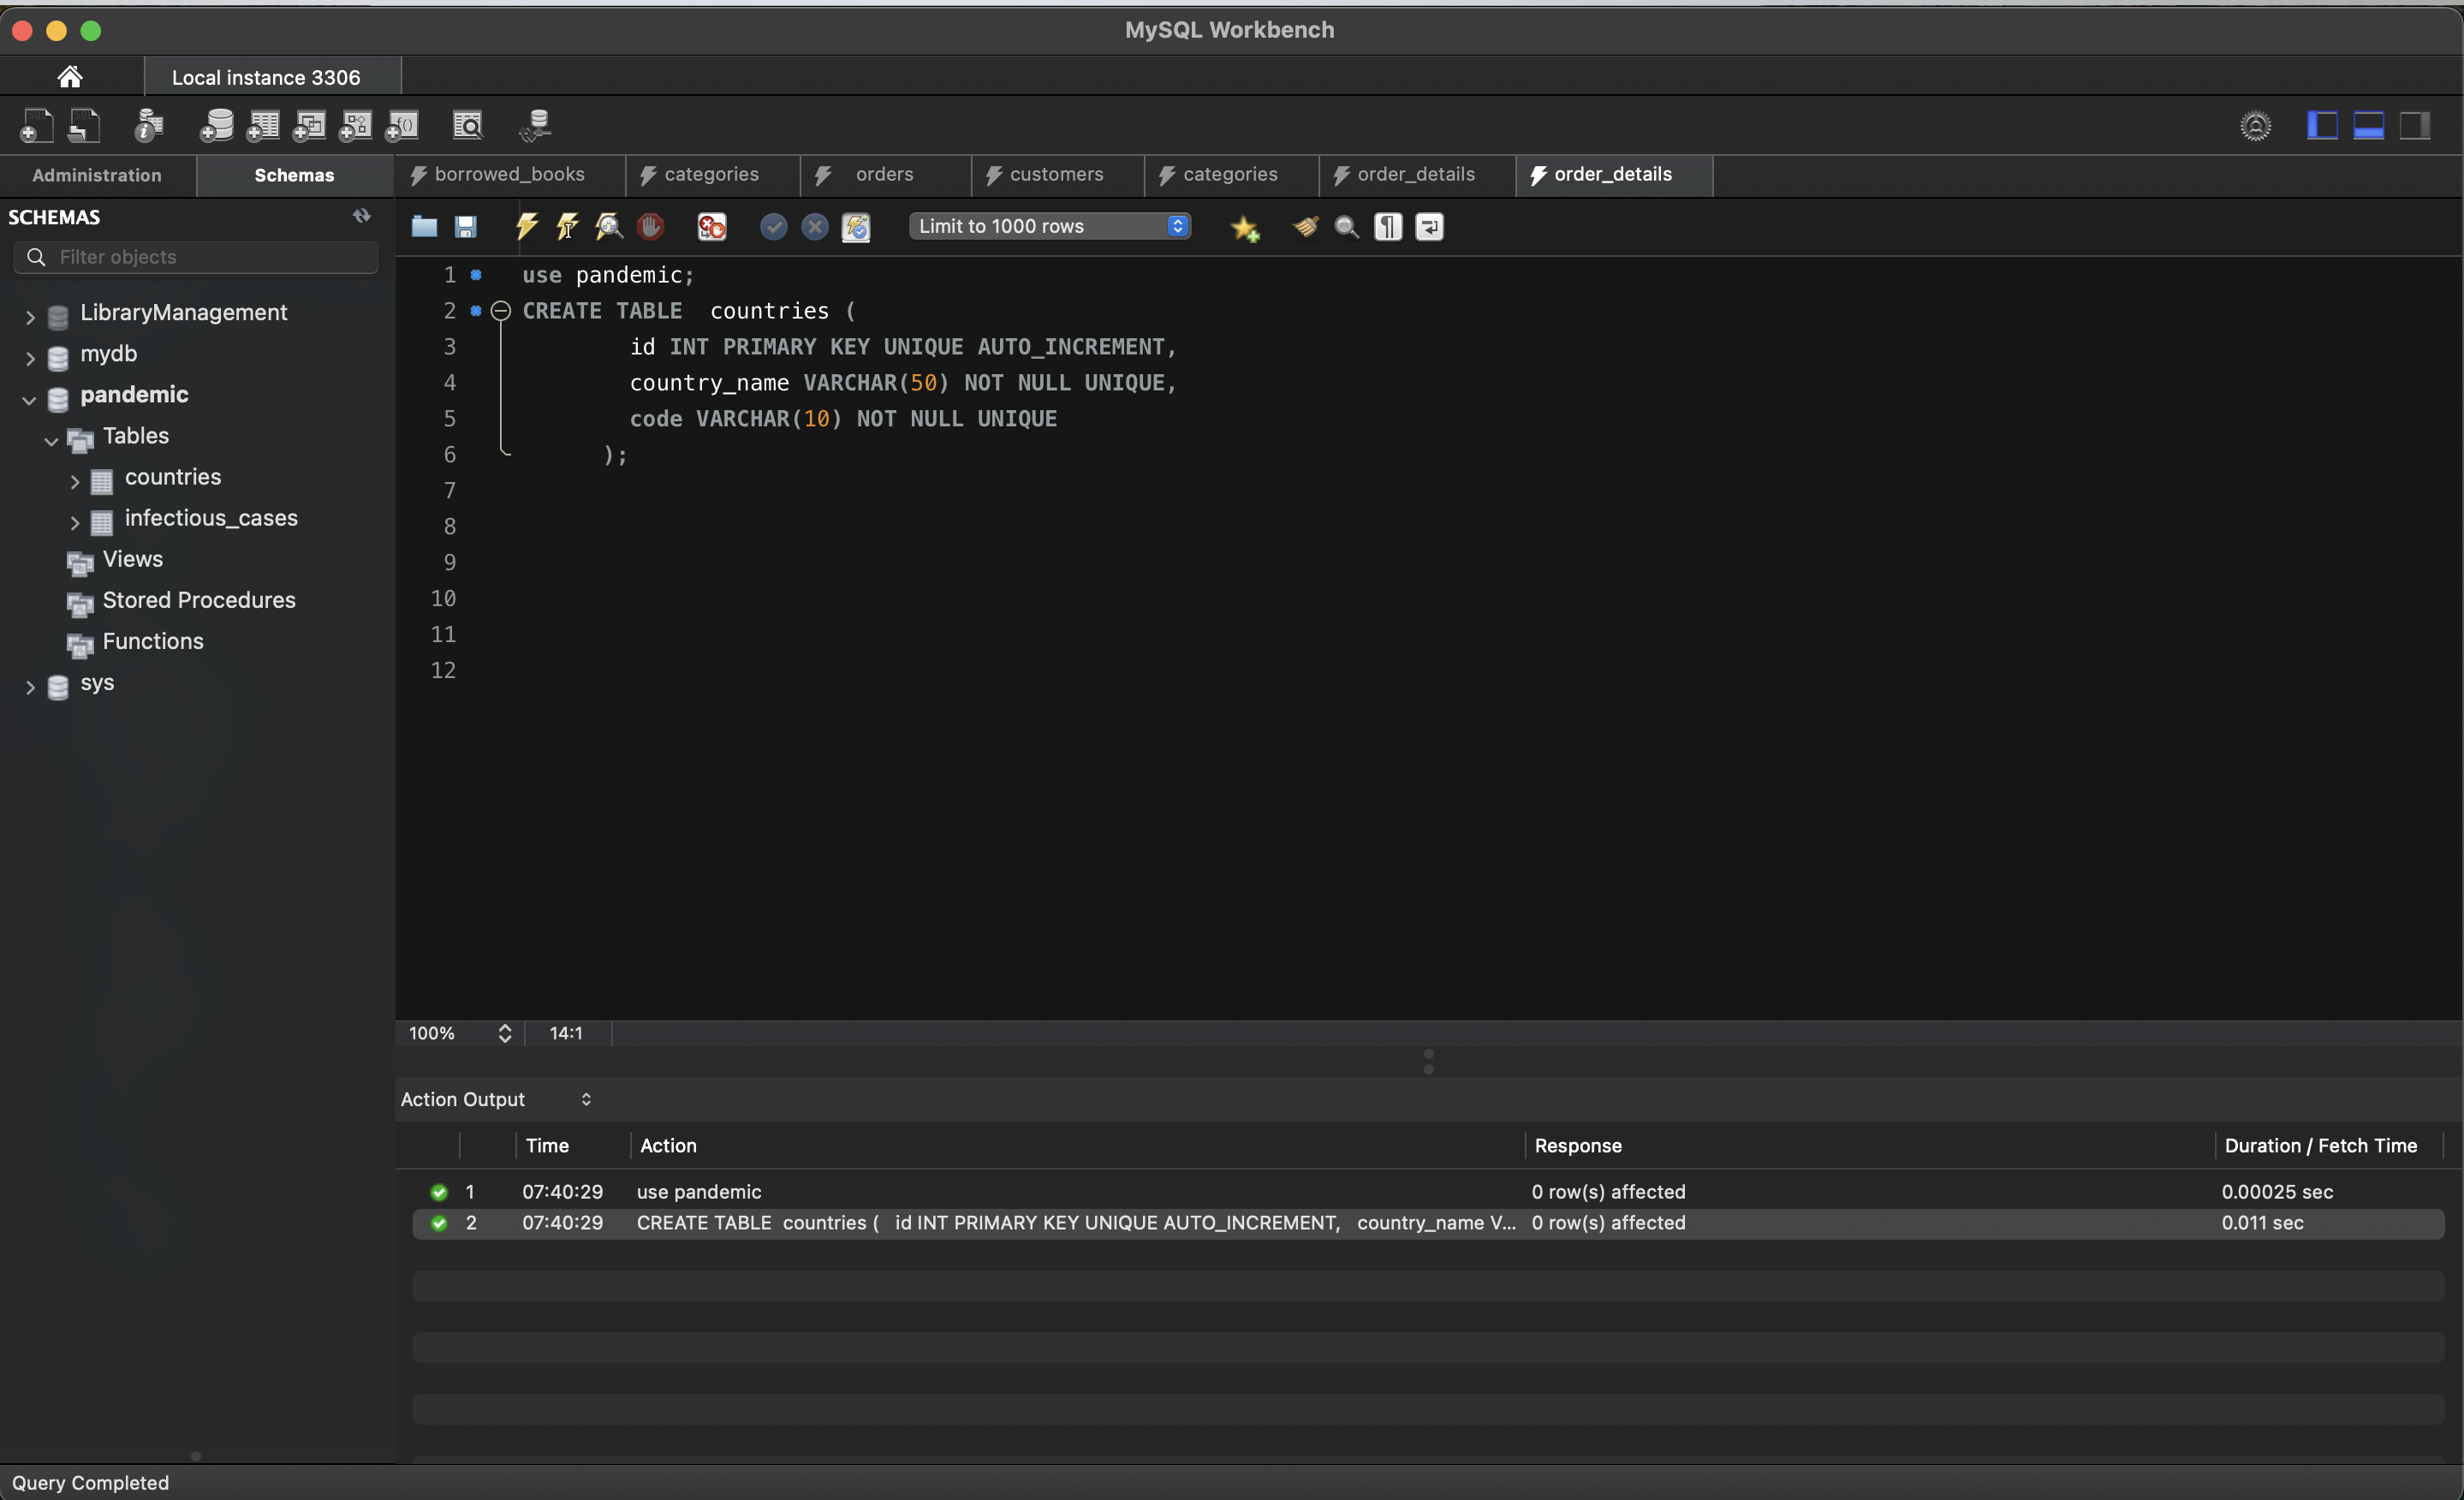 MySQL Workbench
Local instance 3306
Administration
Schemas
borrowed_books
categories
orders
customers
categories
order_details
order_details
SCHEMAS
Filter objects
LibraryManagement
mydb
pandemic
Tables
countries
infectious_cases
Views
Stored Procedures
Functions
sys
Limit to 1000 rows
1 use pandemic;
2 CREATE TABLE  countries (
3 id INT PRIMARY KEY UNIQUE AUTO_INCREMENT,
4 country_name VARCHAR(50) NOT NULL UNIQUE,
5 code VARCHAR(10) NOT NULL UNIQUE
6 );
7
8
9
10
11
12
100% 14:1
Action Output
Time Action Response Duration / Fetch Time
1 07:40:29 use pandemic 0 row(s) affected 0.00025 sec
2 07:40:29 CREATE TABLE  countries (   id INT PRIMARY KEY UNIQUE AUTO_INCREMENT,   country_name V... 0 row(s) affected 0.011 sec
Query Completed